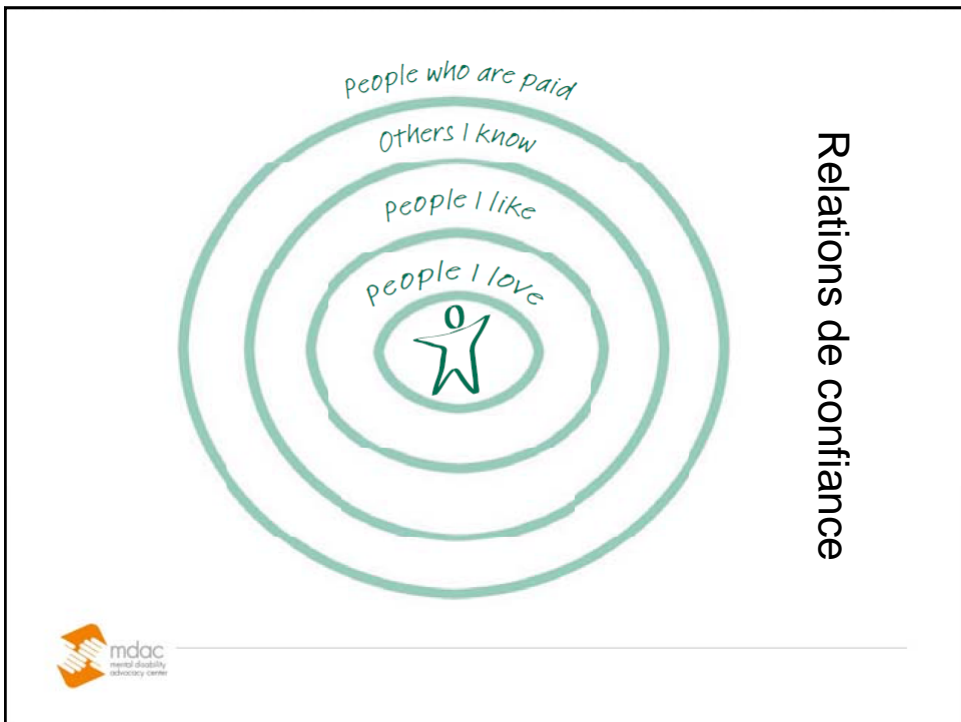 People who are paid
Others I know
People I like
People I love
Relations de confiance
mdac
mental disability
advocacy center